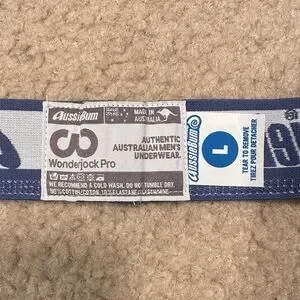 aussieBum
MADE IN
AUSTRALIA
Wonderjock Pro
AUTHENTIC
AUSTRALIAN MEN'S
UNDERWEAR.
WE RECOMMEND A COLD WASH. DO NOT TUMBLE DRY.
aussieBum
L
TEAR TO REMOVE
TIREZ POUR DETACHER